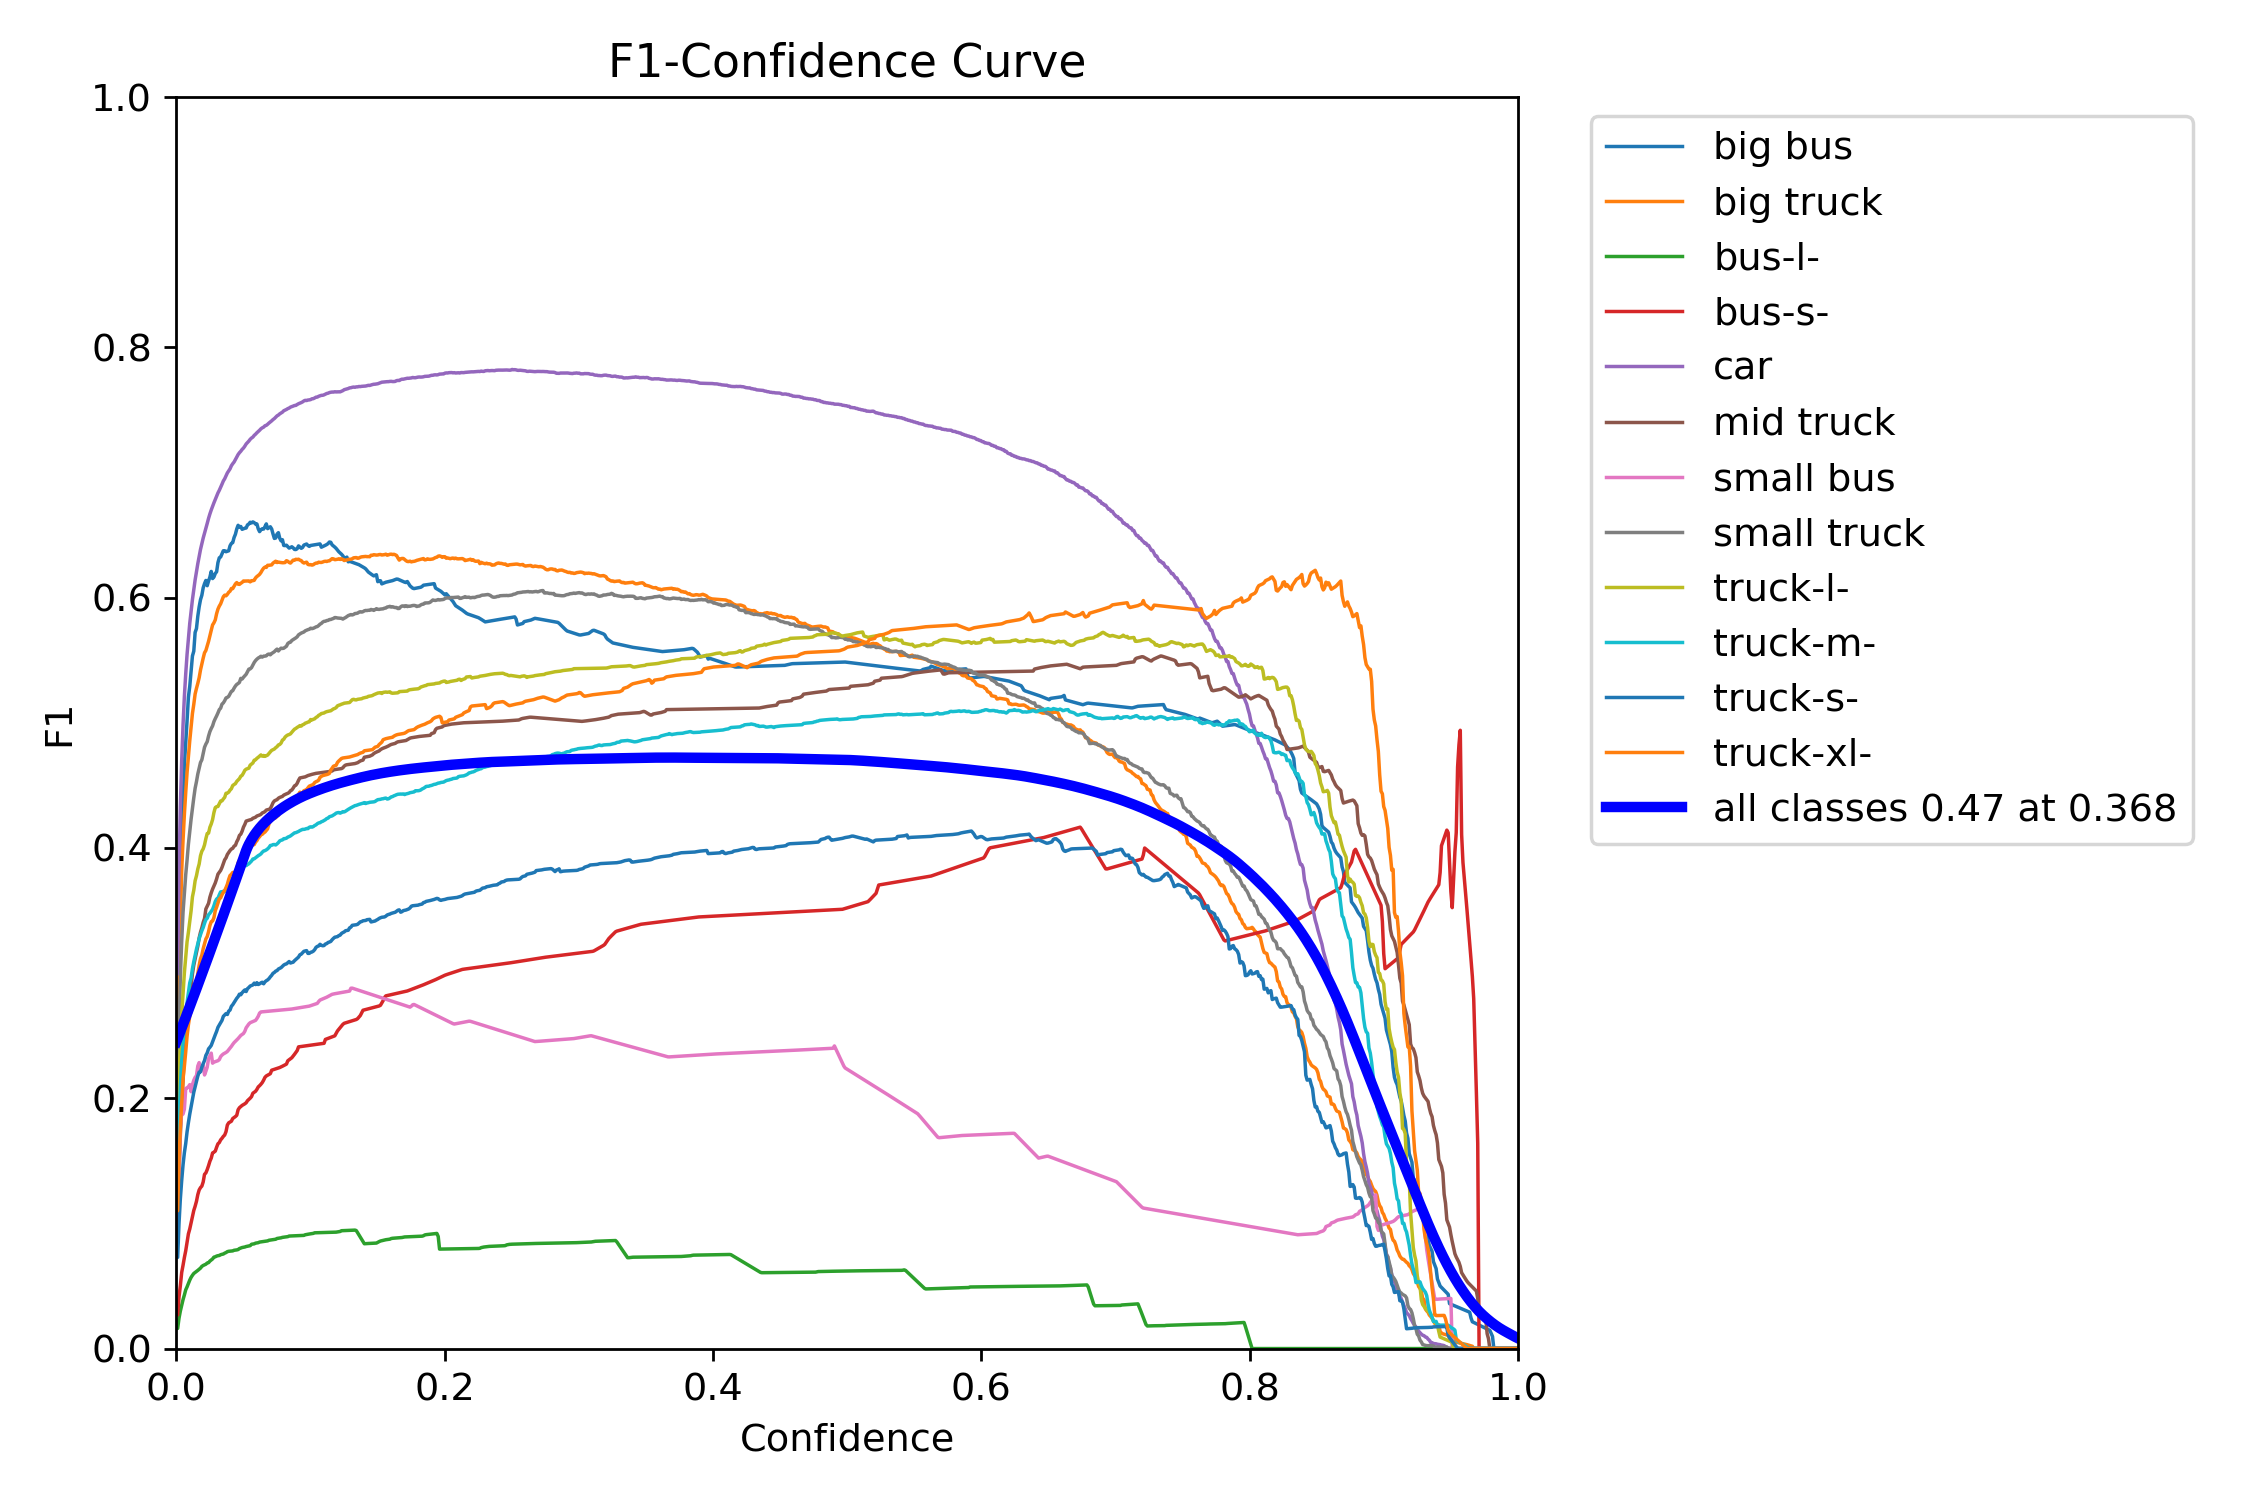 F1-Confidence Curve
1.0
0.8
0.6
0.4
0.2
0.0
F1
0.0 0.2 0.4 0.6 0.8 1.0
Confidence
big bus
big truck
bus-l-
bus-s-
car
mid truck
small bus
small truck
truck-l-
truck-m-
truck-s-
truck-xl-
all classes 0.47 at 0.368